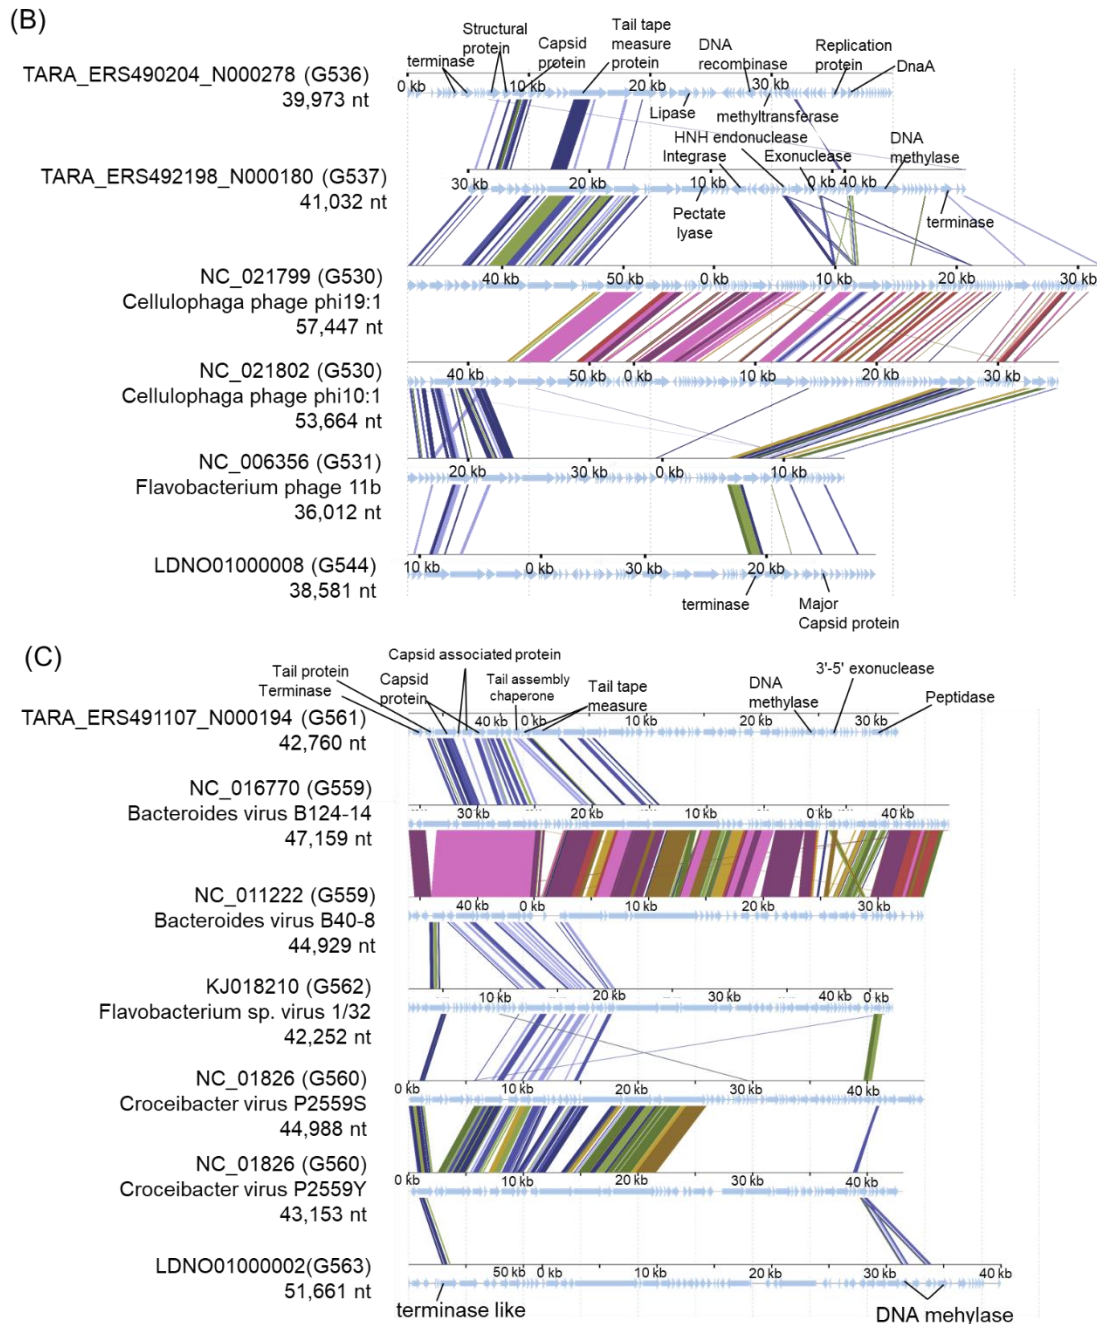 (B)
Structural
protein
terminase
Capsid
protein
Tail tape
measure
protein
DNA
recombinase
Replication
protein
DnaA
TARA_ERS490204_N000278 (G536)
39,973 nt
0 kb
10 kb
20 kb
30 kb
Lipase
methyltransferase
HNH endonuclease
Integrase
Exonuclease
DNA
methylase
TARA_ERS492198_N000180 (G537)
41,032 nt
30 kb
20 kb
10 kb
0 kb
40 kb
Pectate
lyase
terminase
NC_021799 (G530)
Cellulophaga phage phi19:1
57,447 nt
40 kb
50 kb
0 kb
10 kb
20 kb
30 kb
NC_021802 (G530)
Cellulophaga phage phi10:1
53,664 nt
40 kb
50 kb
0 kb
10 kb
20 kb
30 kb
NC_006356 (G531)
Flavobacterium phage 11b
36,012 nt
20 kb
30 kb
0 kb
10 kb
LDNO01000008 (G544)
38,581 nt
10 kb
0 kb
30 kb
20 kb
terminase
Major
Capsid protein
(C)
Capsid associated protein
Tail protein
Terminase
Capsid
protein
Tail assembly
chaperone
Tail tape
measure
DNA
methylase
3'-5' exonuclease
Peptidase
TARA_ERS491107_N000194 (G561)
42,760 nt
40 kb
0 kb
10 kb
20 kb
30 kb
NC_016770 (G559)
Bacteroides virus B124-14
47,159 nt
30 kb
20 kb
10 kb
0 kb
40 kb
NC_011222 (G559)
Bacteroides virus B40-8
44,929 nt
40 kb
0 kb
10 kb
20 kb
30 kb
KJ018210 (G562)
Flavobacterium sp. virus 1/32
42,252 nt
10 kb
20 kb
30 kb
40 kb
0 kb
NC_01826 (G560)
Croceibacter virus P2559S
44,988 nt
0 kb
10 kb
20 kb
30 kb
40 kb
NC_01826 (G560)
Croceibacter virus P2559Y
43,153 nt
0 kb
10 kb
20 kb
30 kb
40 kb
LDNO01000002(G563)
51,661 nt
50 kb
0 kb
10 kb
20 kb
30 kb
40 kb
terminase like
DNA mehylase